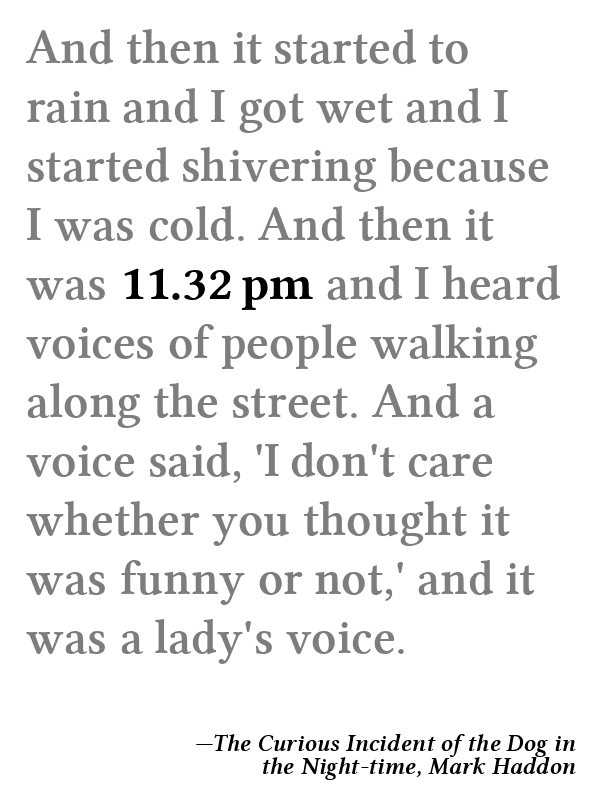 And then it started to
rain and I got wet and I
started shivering because
I was cold. And then it
was 11.32 pm and I heard
voices of people walking
along the street. And a
voice said, 'I don't care
whether you thought it
was funny or not,' and it
was a lady's voice.
—The Curious Incident of the Dog in
the Night-time, Mark Haddon